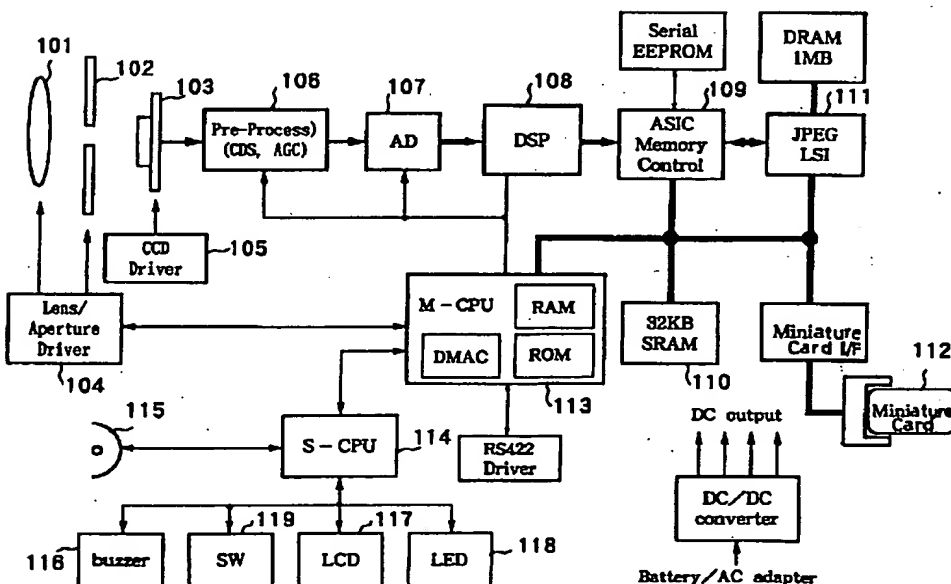 101
102
103
106
107
108
Serial
EEPROM
109
DRAM
1MB
111
Pre-Process)
(CDS, AGC)
AD
DSP
ASIC
Memory
Control
JPEG
LSI
CCD
Driver
105
Lens/
Aperture
Driver
104
M-CPU
RAM
DMAC
ROM
113
32KB
SRAM
110
Miniature
Card I/F
112
Miniature
Card
115
S-CPU
114
RS422
Driver
DC output
DC/DC
converter
Battery/AC adapter
116
buzzer
119
SW
117
LCD
LED
118